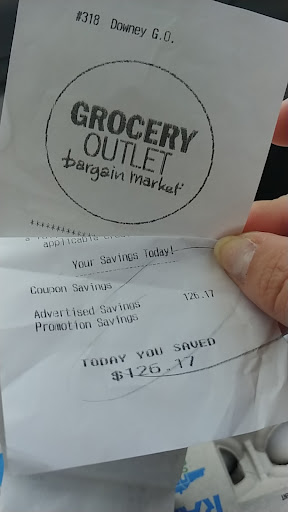 #318 Downey G.O.
GROCERY
OUTLET
bargain market
applicable
Your Savings Today!
Coupon Savings
Advertised Savings 126.17
Promotion Savings
TODAY YOU SAVED
$126.17